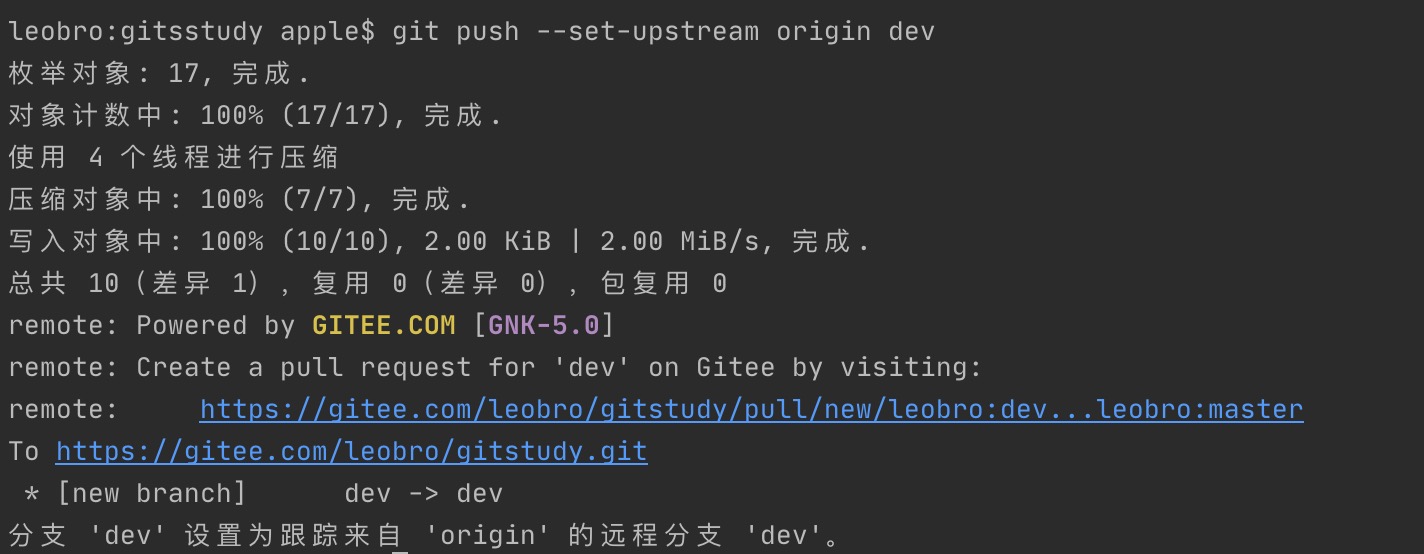 leobro:gitsstudy apple$ git push --set-upstream origin dev
枚举对象: 17, 完成.
对象计数中: 100% (17/17), 完成.
使用 4 个线程进行压缩
压缩对象中: 100% (7/7), 完成.
写入对象中: 100% (10/10), 2.00 KiB | 2.00 MiB/s, 完成.
总共 10（差异 1），复用 0（差异 0），包复用 0
remote: Powered by GITEE.COM [GNK-5.0]
remote: Create a pull request for 'dev' on Gitee by visiting:
remote:     https://gitee.com/leobro/gitstudy/pull/new/leobro:dev...leobro:master
To https://gitee.com/leobro/gitstudy.git
 * [new branch]      dev -> dev
分支 'dev' 设置为跟踪来自 'origin' 的远程分支 'dev'。